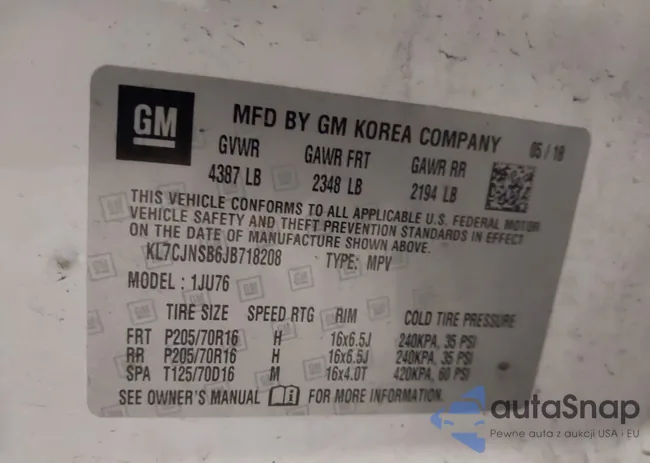 GM
MFD BY GM KOREA COMPANY 05/18
GVWR GAWR FRT GAWR RR
4387 LB 2348 LB 2194 LB
THIS VEHICLE CONFORMS TO ALL APPLICABLE U.S. FEDERAL MOTOR
VEHICLE SAFETY AND THEFT PREVENTION STANDARDS IN EFFECT
ON THE DATE OF MANUFACTURE SHOWN ABOVE.
KL7CJNSB6JB718208 TYPE: MPV
MODEL : 1JU76
TIRE SIZE SPEED RTG RIM COLD TIRE PRESSURE
FRT P205/70R16 H 16x6.5J 240KPA, 35 PSI
RR P205/70R16 H 16x6.5J 240KPA, 35 PSI
SPA T125/70D16 M 16x4.0T 420KPA, 60 PSI
SEE OWNER'S MANUAL FOR MORE INFORMATION.
autaSnap
Pewne auta z aukcji USA i EU